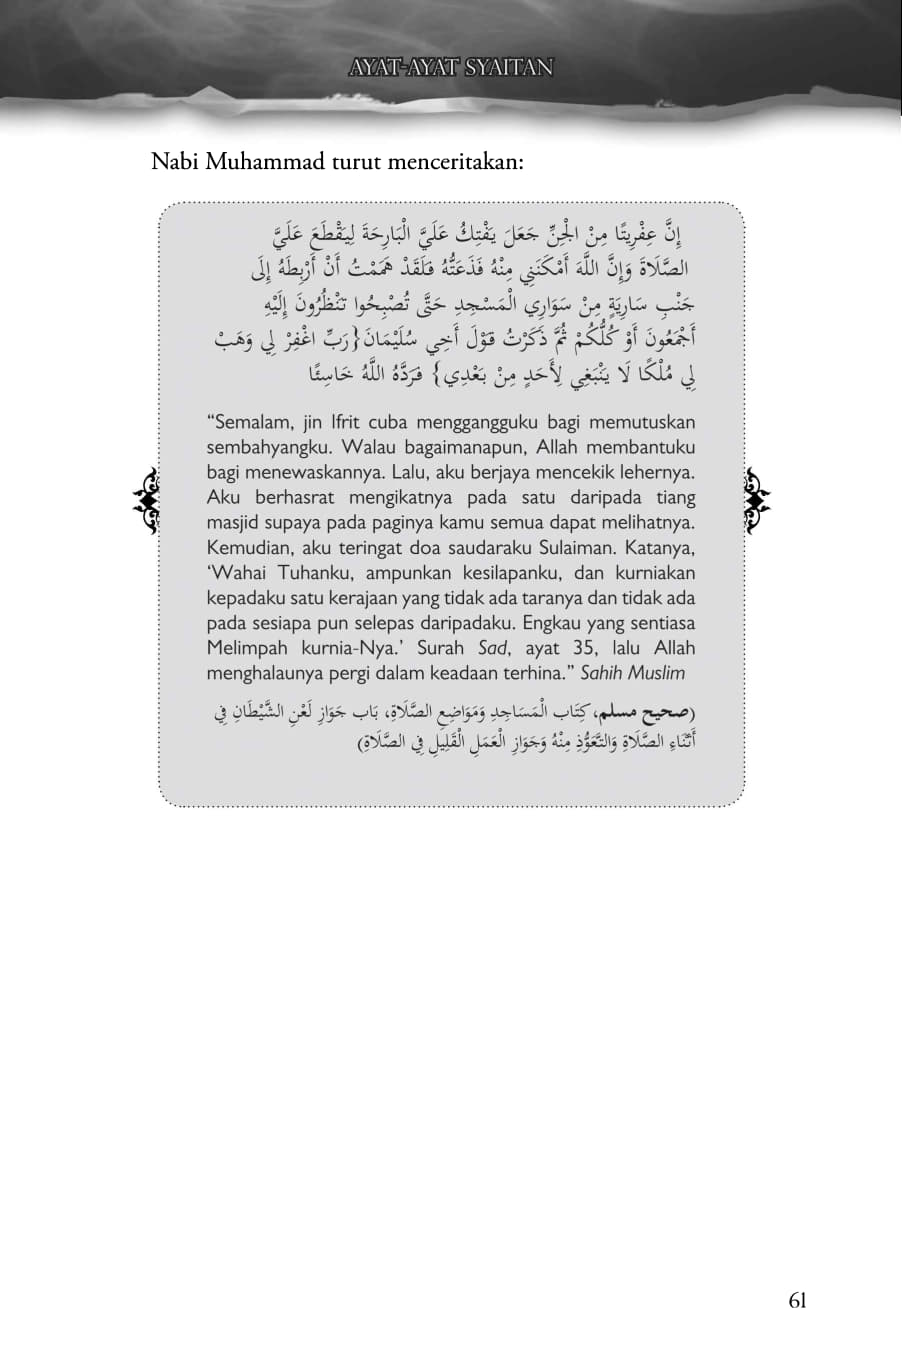 AYAT-AYAT SYAITAN
Nabi Muhammad turut menceritakan:
إِنَّ عِفْرِيتًا مِنْ الْجِنِّ جَعَلَ يَفْتِكُ عَلَيَّ الْبَارِحَةَ لِيَقْطَعَ عَلَيَّ
الصَّلَاةَ وَإِنَّ اللَّهَ أَمْكَنَنِي مِنْهُ فَذَعَتُّهُ فَلَقَدْ هَمَمْتُ أَنْ أَرْبِطَهُ إِلَى
جَنْبِ سَارِيَةٍ مِنْ سَوَارِي الْمَسْجِدِ حَتَّى تُصْبِحُوا تَنْظُرُونَ إِلَيْهِ
أَجْمَعُونَ أَوْ كُلُّكُمْ ثُمَّ ذَكَرْتُ قَوْلَ أَخِي سُلَيْمَانَ {رَبِّ اغْفِرْ لِي وَهَبْ
لِي مُلْكًا لَا يَنْبَغِي لِأَحَدٍ مِنْ بَعْدِي} فَرَدَّهُ اللَّهُ خَاسِئًا
“Semalam, jin Ifrit cuba menggangguku bagi memutuskan
sembahyangku. Walau bagaimanapun, Allah membantuku
bagi menewaskannya. Lalu, aku berjaya mencekik lehernya.
Aku berhasrat mengikatnya pada satu daripada tiang
masjid supaya pada paginya kamu semua dapat melihatnya.
Kemudian, aku teringat doa saudaraku Sulaiman. Katanya,
‘Wahai Tuhanku, ampunkan kesilapanku, dan kurniakan
kepadaku satu kerajaan yang tidak ada taranya dan tidak ada
pada sesiapa pun selepas daripadaku. Engkau yang sentiasa
Melimpah kurnia-Nya.’ Surah Sad, ayat 35, lalu Allah
menghalaunya pergi dalam keadaan terhina.” Sahih Muslim
(صحيح مسلم، كِتَاب الْمَسَاجِدِ وَمَوَاضِعِ الصَّلَاةِ، بَاب جَوَازِ لَعْنِ الشَّيْطَانِ فِي
أَثْنَاءِ الصَّلَاةِ وَالتَّعَوُّذِ مِنْهُ وَجَوَازِ الْعَمَلِ الْقَلِيلِ فِي الصَّلَاةِ)
61